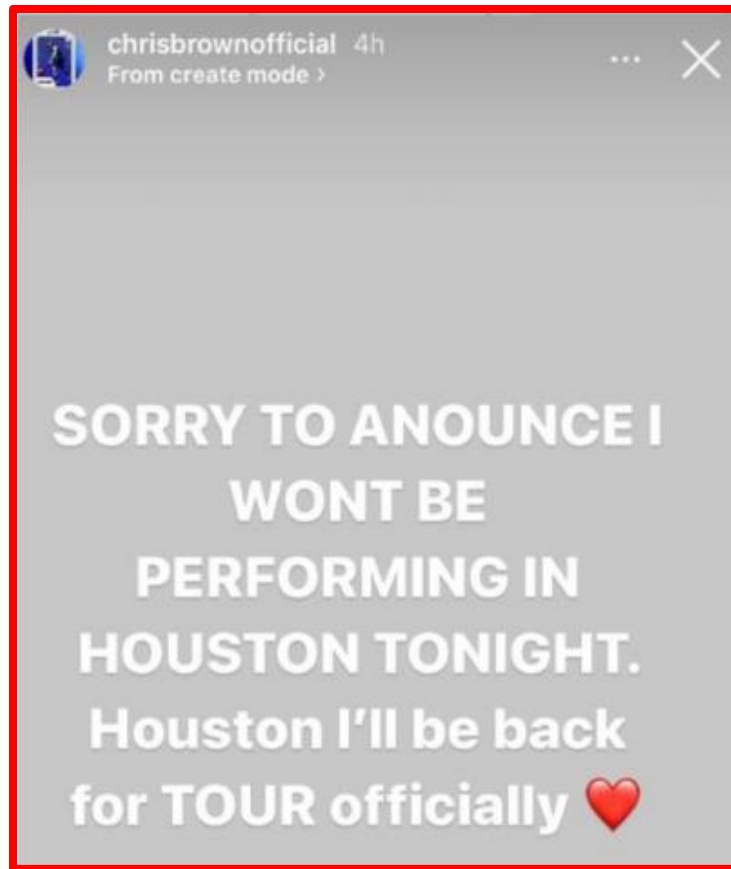 chrisbrownofficial 4h
From create mode >
SORRY TO ANOUNCE I
WONT BE
PERFORMING IN
HOUSTON TONIGHT.
Houston I’ll be back
for TOUR officially ❤️